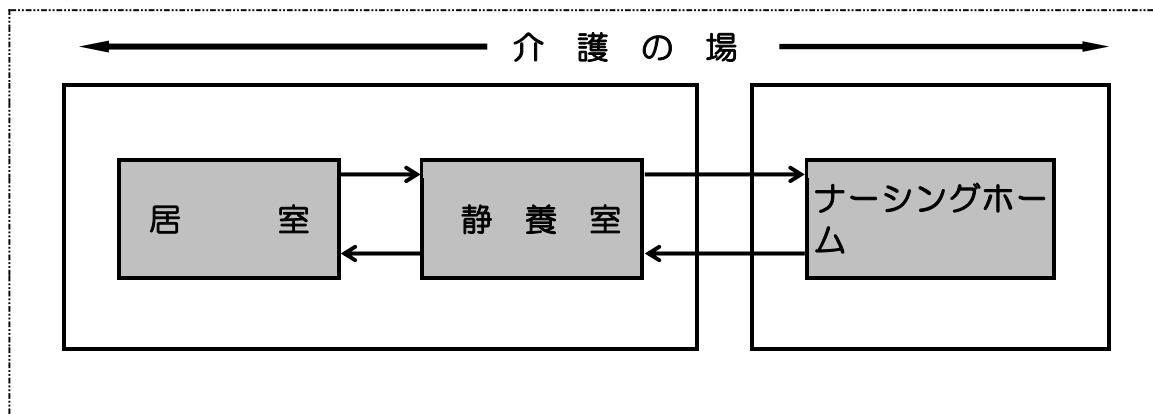 介 護 の 場
居 室
静 養 室
ナーシングホー
ム